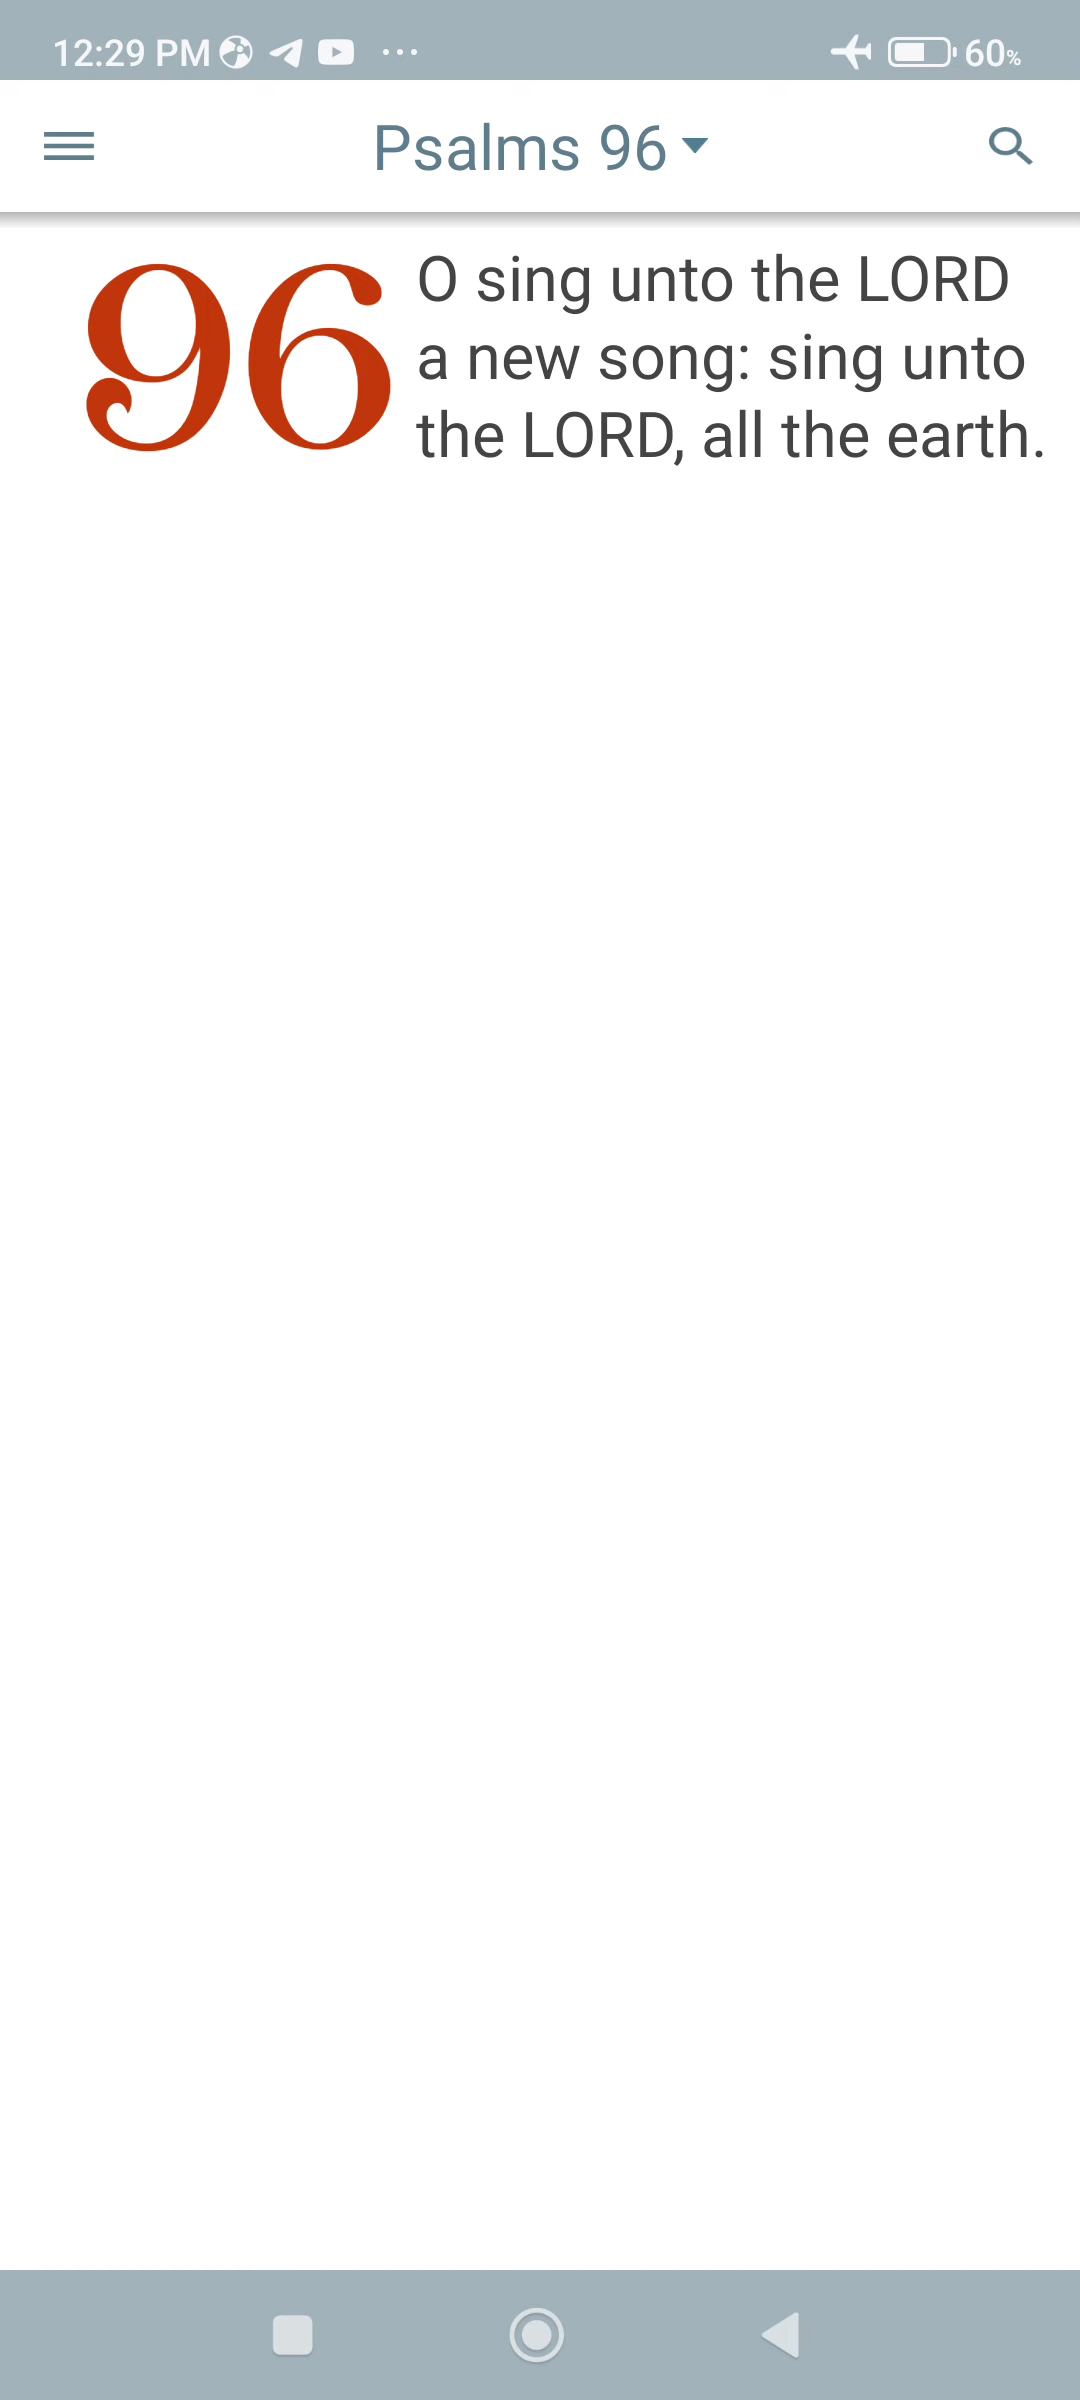 12:29 PM
60%
Psalms 96
96
O sing unto the LORD
a new song: sing unto
the LORD, all the earth.